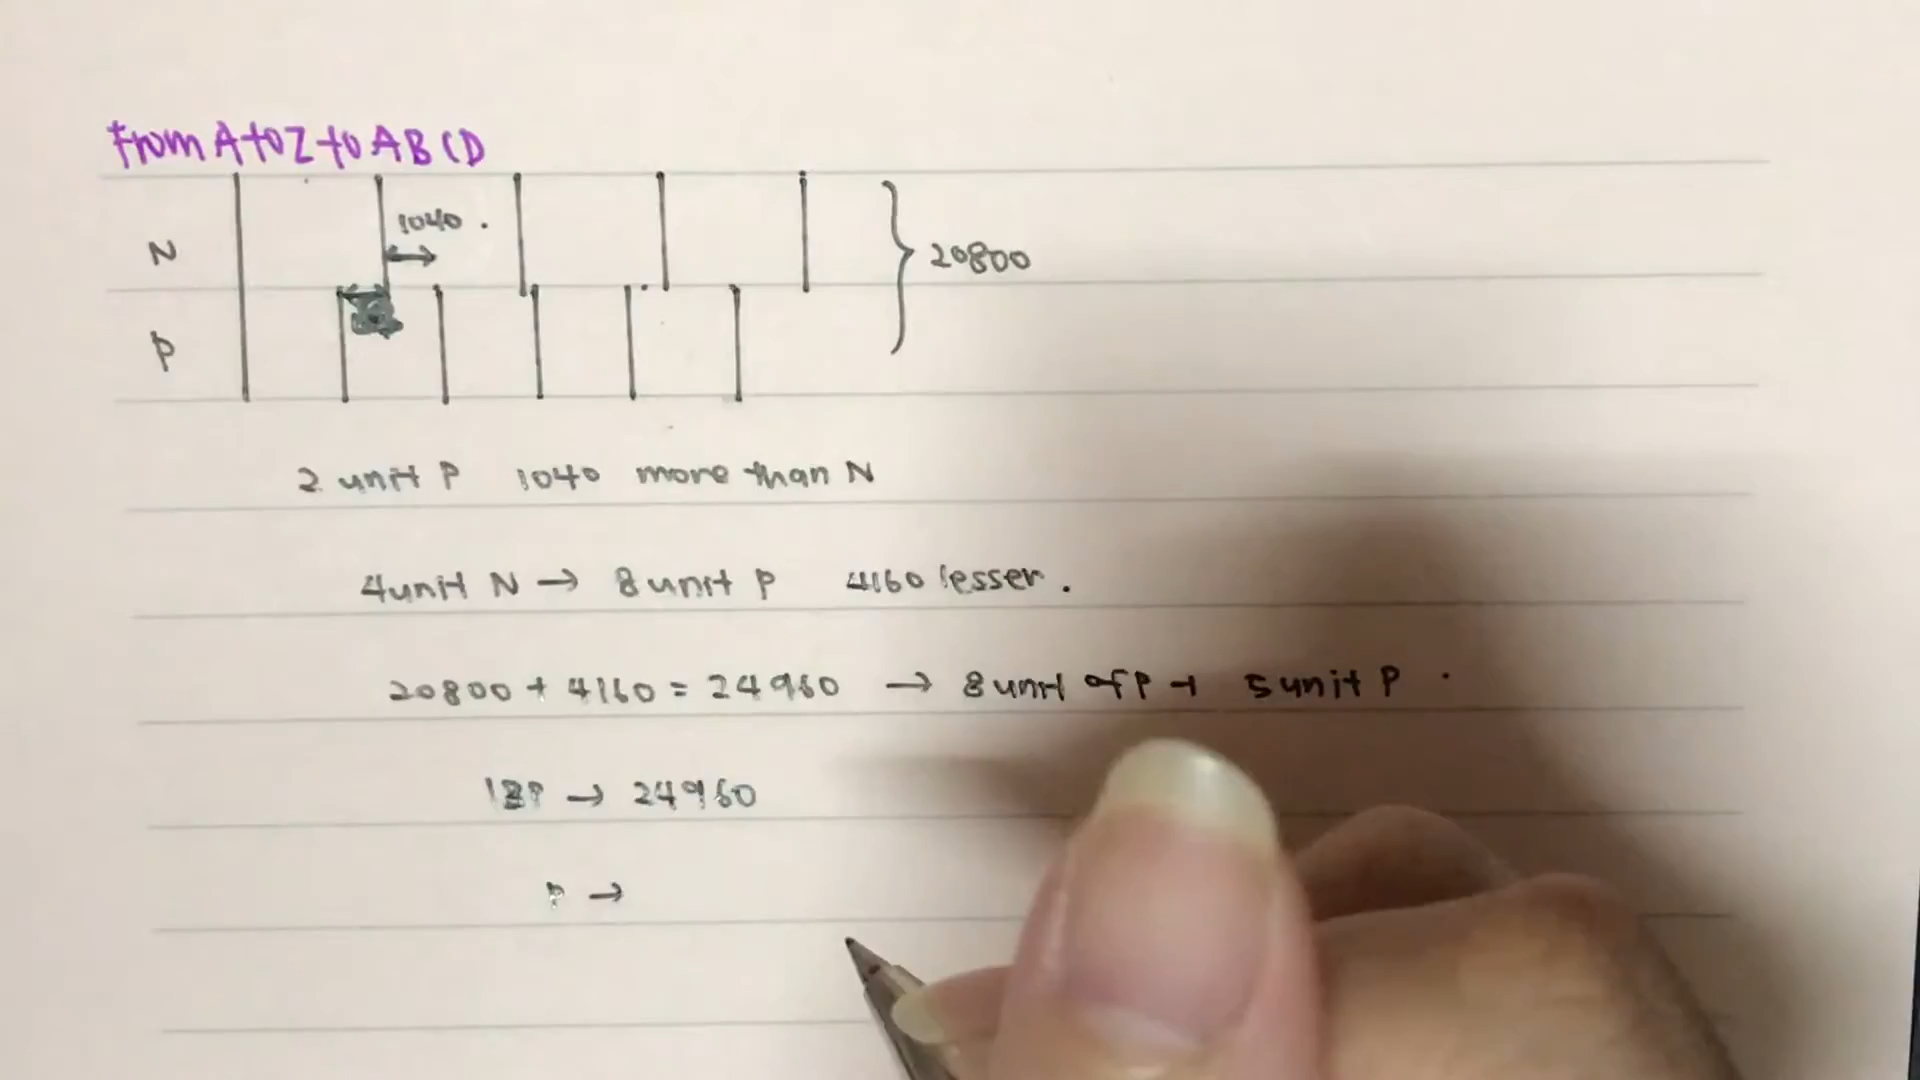 From A to Z to ABCD
1040.
N
20800
P
2 unit P 1040 more than N
4 unit N → 8 unit P 4160 lesser.
20800 + 4160 = 24960 → 8 unit of P + 5 unit P.
13P → 24960
P →